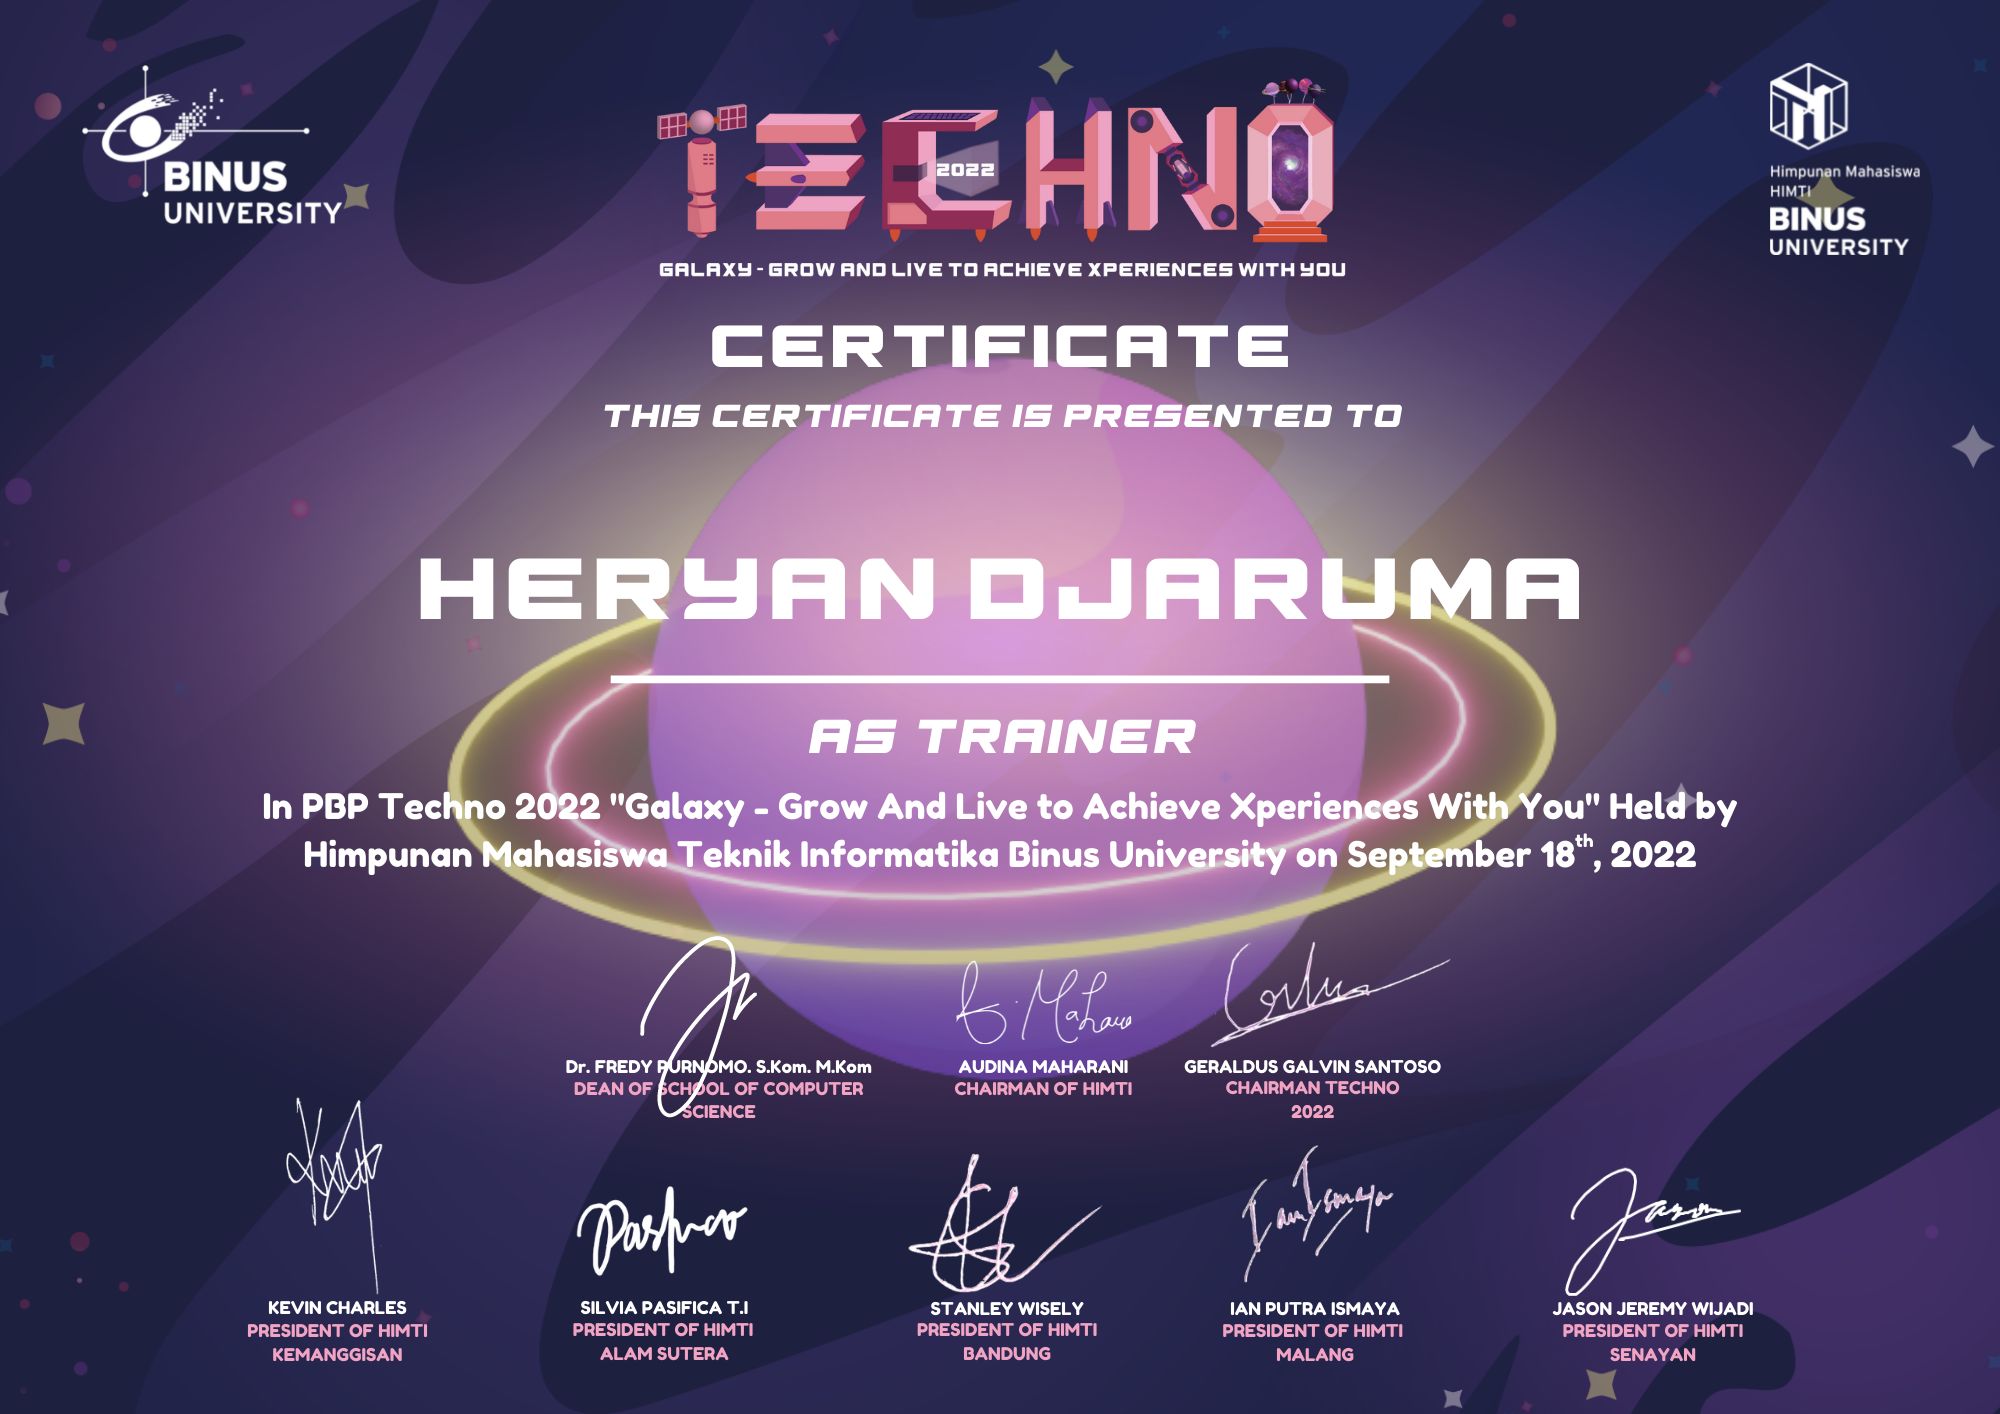 BINUS
UNIVERSITY
TECHNO
2022
GALAXY - GROW AND LIVE TO ACHIEVE XPERIENCES WITH YOU
Himpunan Mahasiswa
HIMTI
BINUS
UNIVERSITY
CERTIFICATE
THIS CERTIFICATE IS PRESENTED TO
HERYAN DJARUMA
AS TRAINER
In PBP Techno 2022 "Galaxy - Grow And Live to Achieve Xperiences With You" Held by
Himpunan Mahasiswa Teknik Informatika Binus University on September 18th, 2022
Dr. FREDY PURNOMO. S.Kom. M.Kom
DEAN OF SCHOOL OF COMPUTER
SCIENCE
AUDINA MAHARANI
CHAIRMAN OF HIMTI
GERALDUS GALVIN SANTOSO
CHAIRMAN TECHNO
2022
KEVIN CHARLES
PRESIDENT OF HIMTI
KEMANGGISAN
SILVIA PASIFICA T.I
PRESIDENT OF HIMTI
ALAM SUTERA
STANLEY WISELY
PRESIDENT OF HIMTI
BANDUNG
IAN PUTRA ISMAYA
PRESIDENT OF HIMTI
MALANG
JASON JEREMY WIJADI
PRESIDENT OF HIMTI
SENAYAN